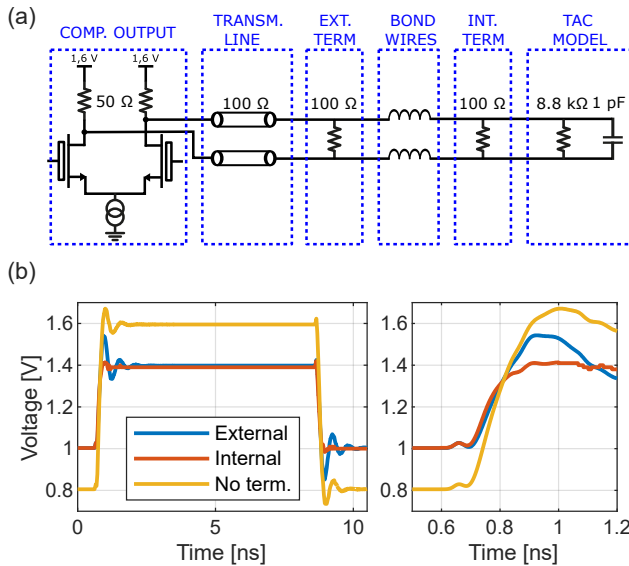 (a)
COMP. OUTPUT
TRANSM. LINE
EXT. TERM
BOND WIRES
INT. TERM
TAC MODEL
1,6 V
1,6 V
50 Ω
100 Ω
100 Ω
100 Ω
8.8 kΩ
1 pF
(b)
Voltage [V]
1.6
1.4
1.2
1
0.8
External
Internal
No term.
0
5
10
Time [ns]
1.6
1.4
1.2
1
0.8
0.6
0.8
1
1.2
Time [ns]